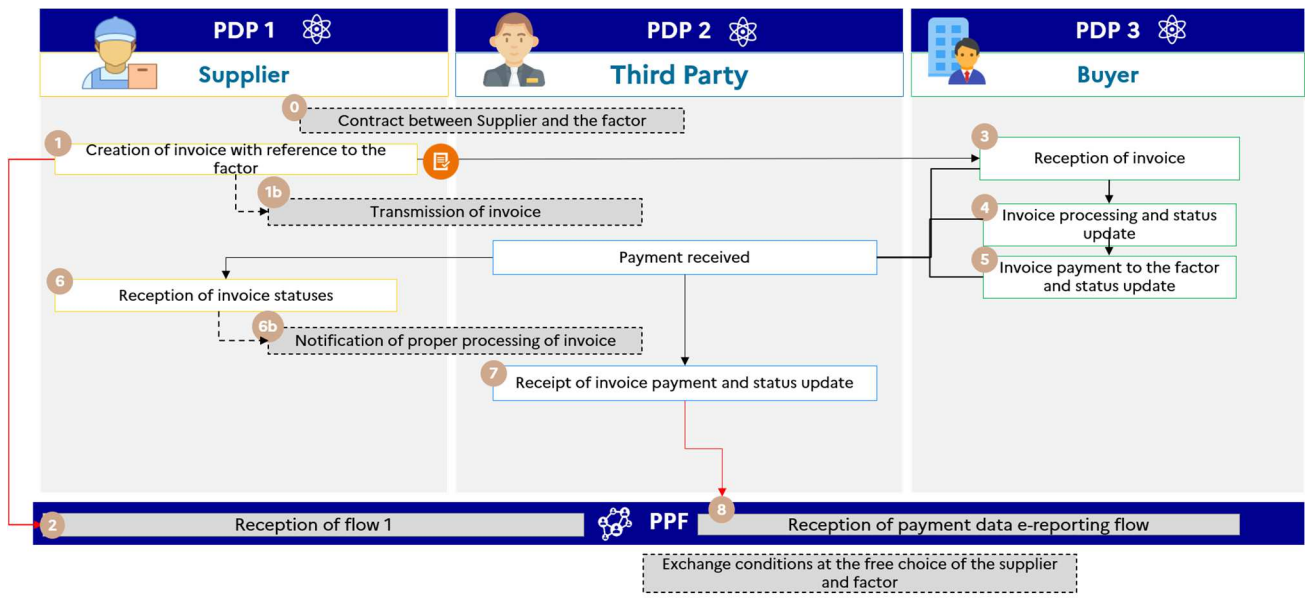 PDP 1
PDP 2
PDP 3
Supplier
Third Party
Buyer
0
Contract between Supplier and the factor
1
Creation of invoice with reference to the
factor
3
Reception of invoice
1b
Transmission of invoice
4
Invoice processing and status
update
Payment received
5
Invoice payment to the factor
and status update
6
Reception of invoice statuses
6b
Notification of proper processing of invoice
7
Receipt of invoice payment and status update
2
Reception of flow 1
PPF
8
Reception of payment data e-reporting flow
Exchange conditions at the free choice of the supplier
and factor